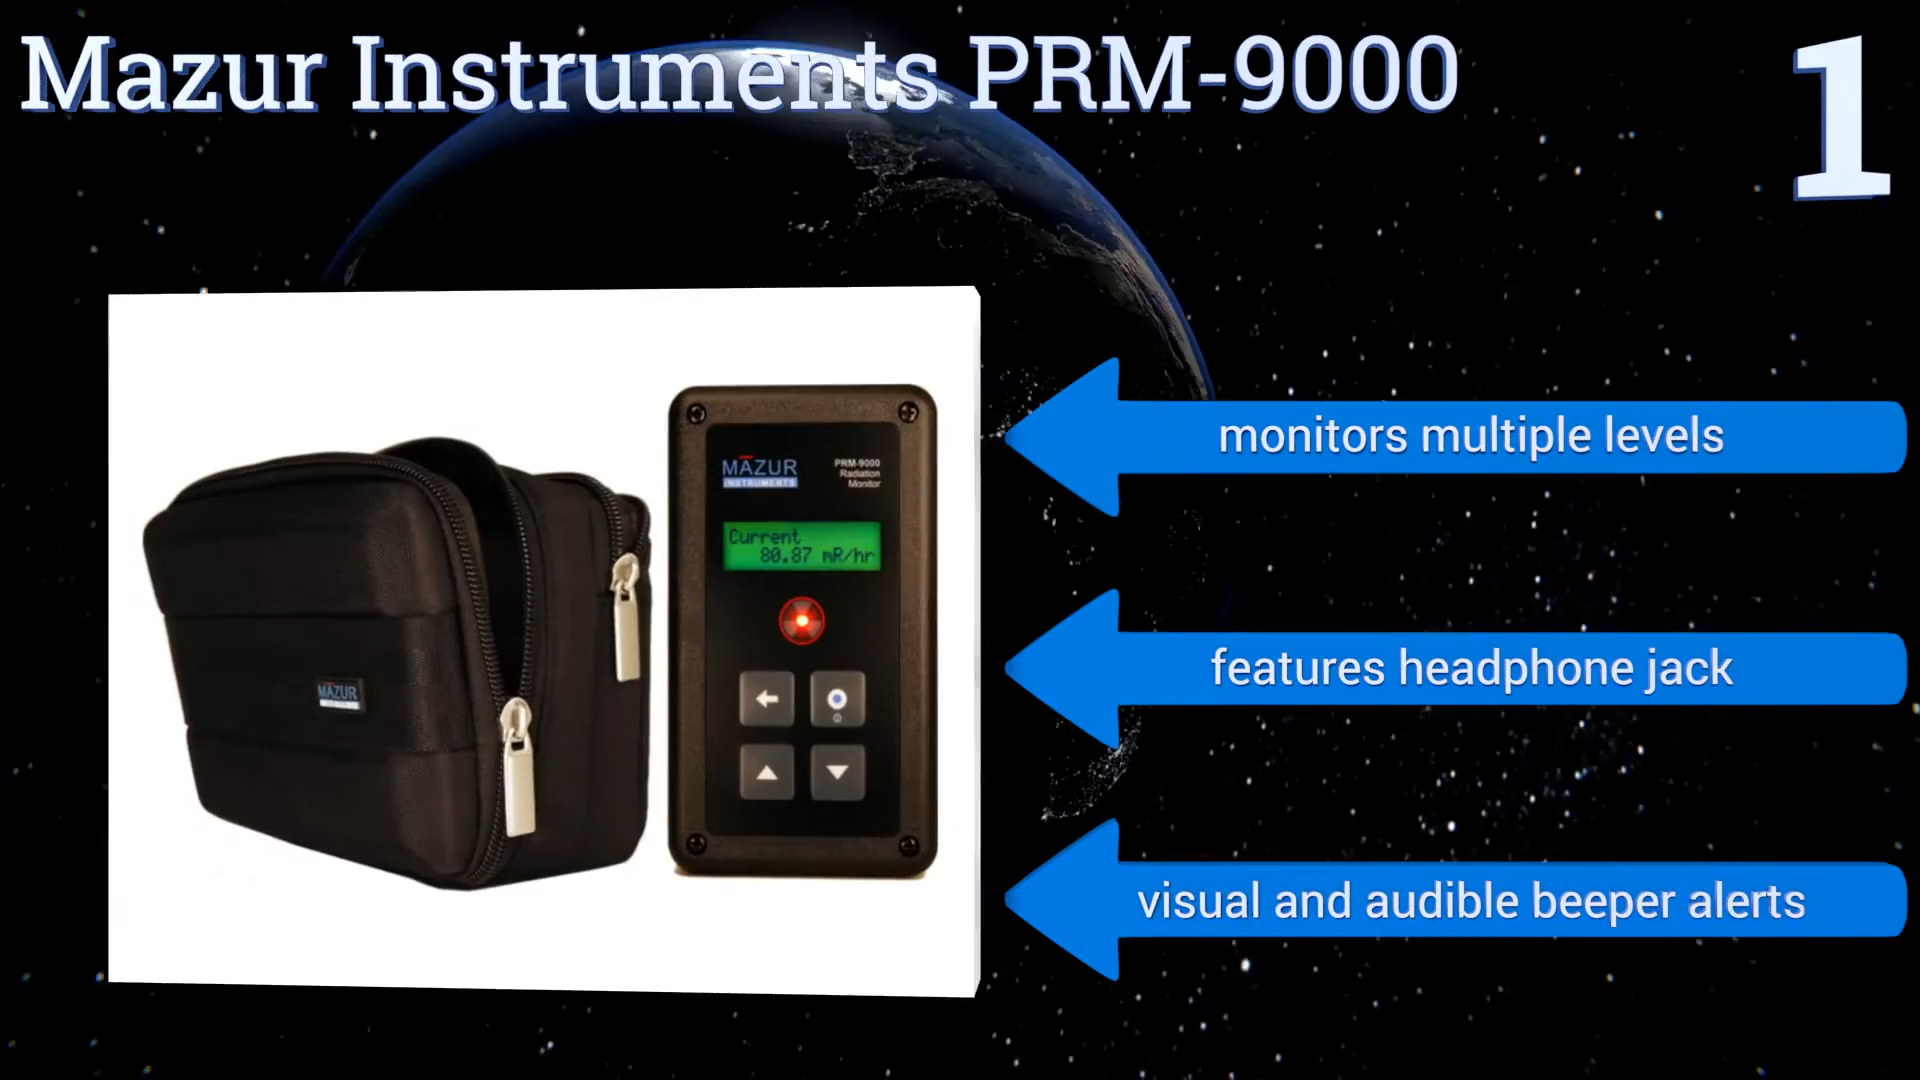 Mazur Instruments PRM-9000
1
MAZUR
INSTRUMENTS
PRM-9000
Radiation
Monitor
Current
80.87 mR/hr
MAZUR
monitors multiple levels
features headphone jack
visual and audible beeper alerts